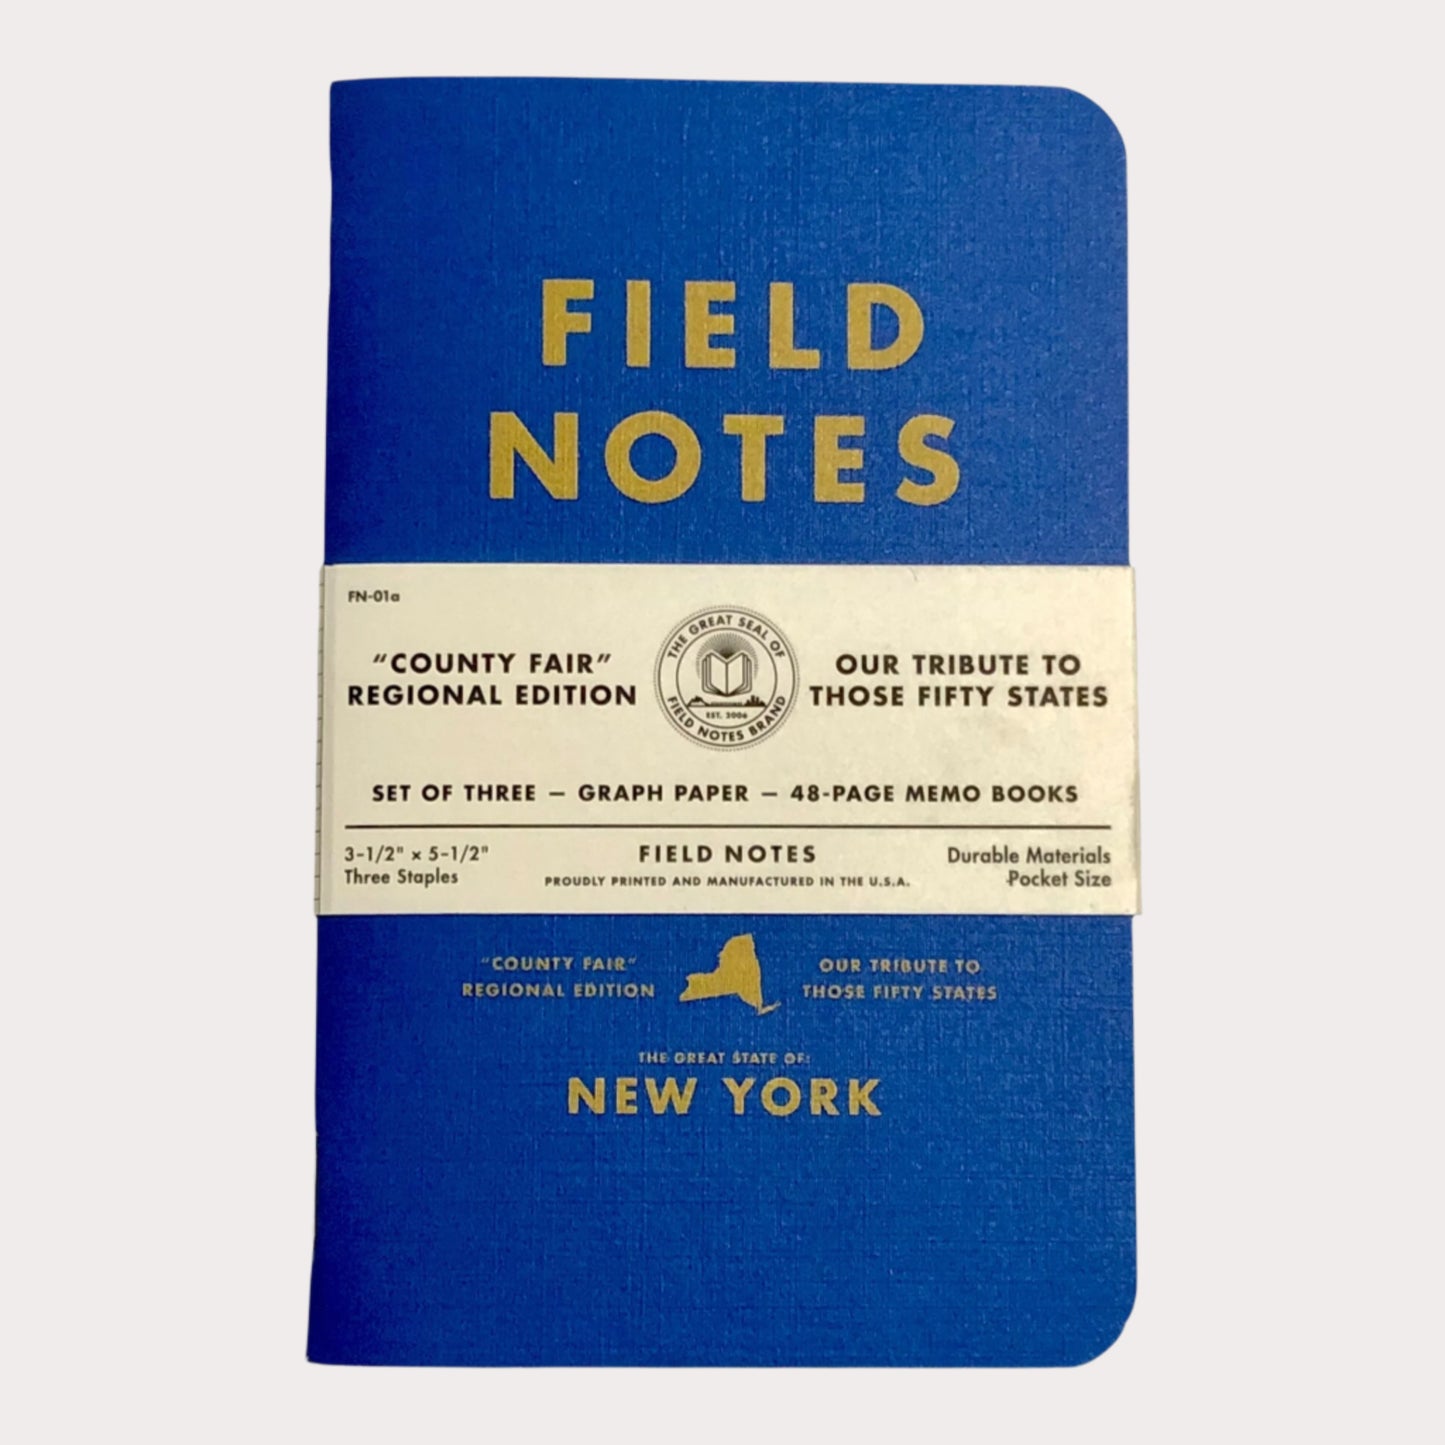 FIELD
NOTES
FN-01a
“COUNTY FAIR”
REGIONAL EDITION
THE GREAT SEAL OF
EST. 2006
FIELD NOTES BRAND
OUR TRIBUTE TO
THOSE FIFTY STATES
SET OF THREE — GRAPH PAPER — 48-PAGE MEMO BOOKS
3-1/2" × 5-1/2"
Three Staples
FIELD NOTES
PROUDLY PRINTED AND MANUFACTURED IN THE U.S.A.
Durable Materials
Pocket Size
“COUNTY FAIR”
REGIONAL EDITION
OUR TRIBUTE TO
THOSE FIFTY STATES
THE GREAT STATE OF:
NEW YORK